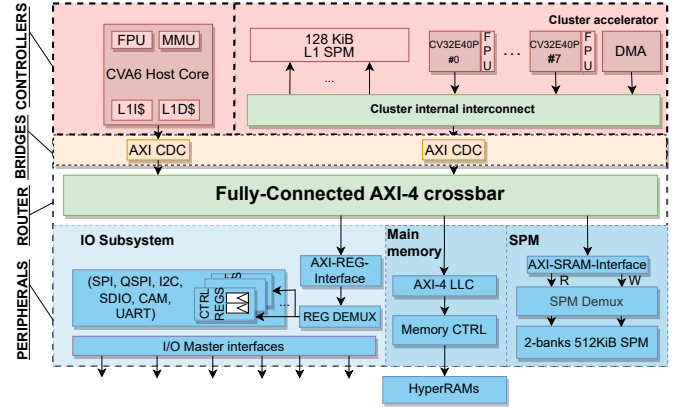 CONTROLLERS
BRIDGES
ROUTER
PERIPHERALS
FPU
MMU
CVA6 Host Core
L1I$
L1D$
Cluster accelerator
128 KiB
L1 SPM
...
CV32E40P
#0
FPU
...
CV32E40P
#7
FPU
DMA
Cluster internal interconnect
AXI CDC
AXI CDC
Fully-Connected AXI-4 crossbar
IO Subsystem
(SPI, QSPI, I2C,
SDIO, CAM,
UART)
CTRL
REGS
...
AXI-REG-
Interface
REG DEMUX
I/O Master interfaces
Main
memory
AXI-4 LLC
Memory CTRL
HyperRAMs
SPM
AXI-SRAM-Interface
R
W
SPM Demux
2-banks 512KiB SPM